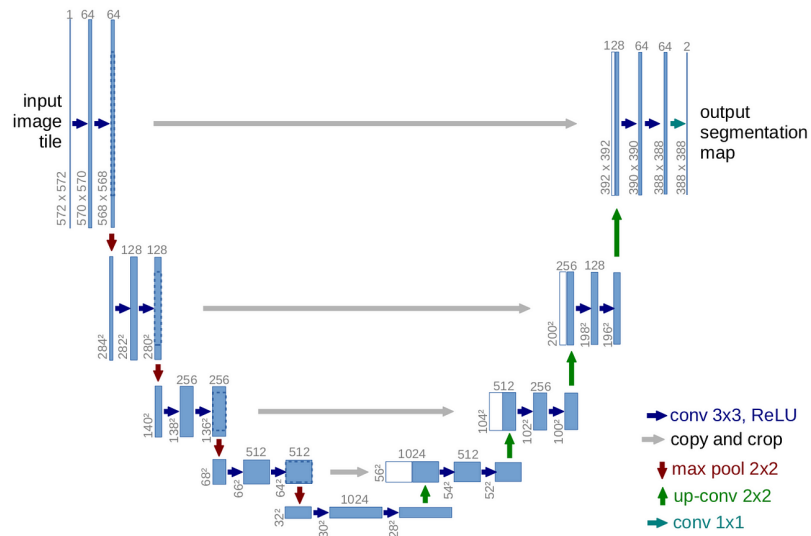 1 64 64
input
image
tile
572 x 572
570 x 570
568 x 568
128 64 64 2
output
segmentation
map
392 x 392
390 x 390
388 x 388
388 x 388
128 128
284²
282²
280²
256 128
200²
198²
196²
256 256
140²
138²
136²
512 256
104²
102²
100²
512 512
68²
66²
64²
1024 512
56²
54²
52²
1024
32²
30²
28²
conv 3x3, ReLU
copy and crop
max pool 2x2
up-conv 2x2
conv 1x1